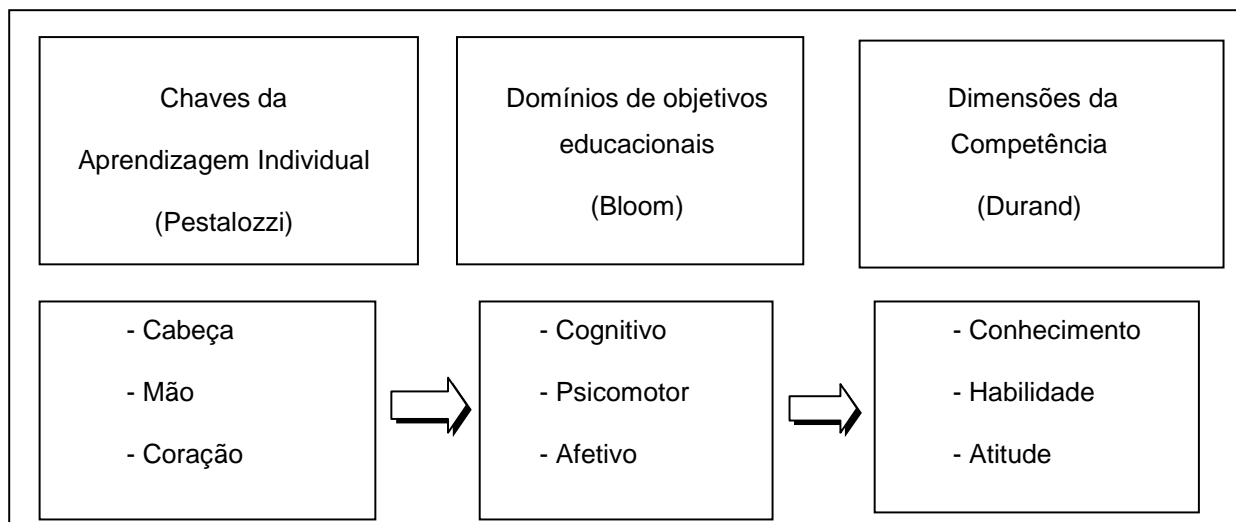 Chaves da
Aprendizagem Individual
(Pestalozzi)
Domínios de objetivos
educacionais
(Bloom)
Dimensões da
Competência
(Durand)
- Cabeça
- Mão
- Coração
- Cognitivo
- Psicomotor
- Afetivo
- Conhecimento
- Habilidade
- Atitude